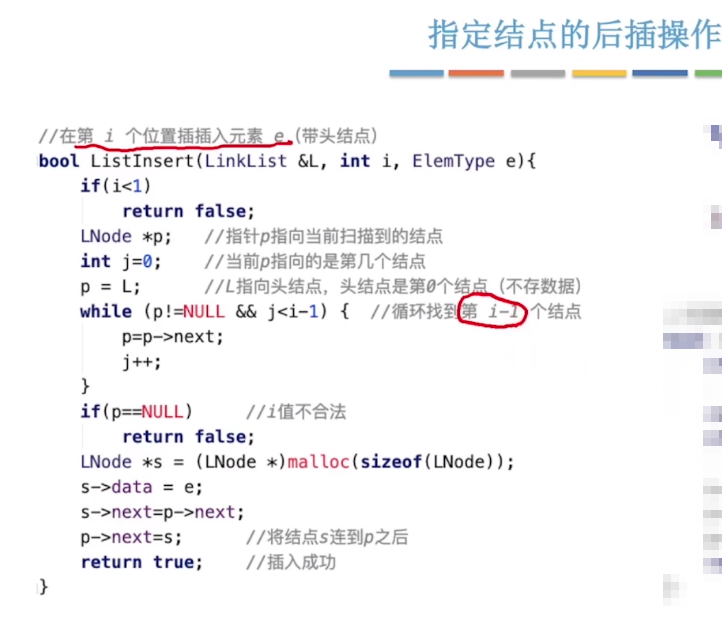 指定结点的后插操作
//在第 i 个位置插插入元素 e（带头结点）
bool ListInsert(LinkList &L, int i, ElemType e){
if(i<1)
return false;
LNode *p; //指针p指向当前扫描到的结点
int j=0; //当前p指向的是第几个结点
p = L; //L指向头结点，头结点是第0个结点（不存数据）
while (p!=NULL && j<i-1) { //循环找到第 i-1 个结点
p=p->next;
j++;
}
if(p==NULL) //i值不合法
return false;
LNode *s = (LNode *)malloc(sizeof(LNode));
s->data = e;
s->next=p->next;
p->next=s; //将结点s连到p之后
return true; //插入成功
}